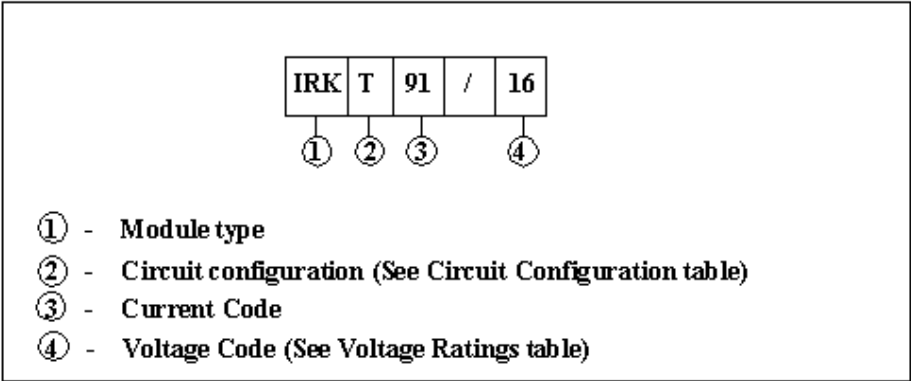 IRK T 91 / 16
① ② ③ ④
① - Module type
② - Circuit configuration (See Circuit Configuration table)
③ - Current Code
④ - Voltage Code (See Voltage Ratings table)